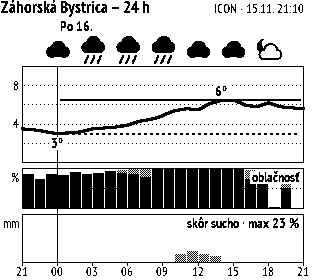 Záhorská Bystrica – 24 h
ICON · 15.11. 21:10
Po 16.
8
6°
4
3°
%
oblačnosť
mm
skôr sucho · max 23 %
21 00 03 06 09 12 15 18 21